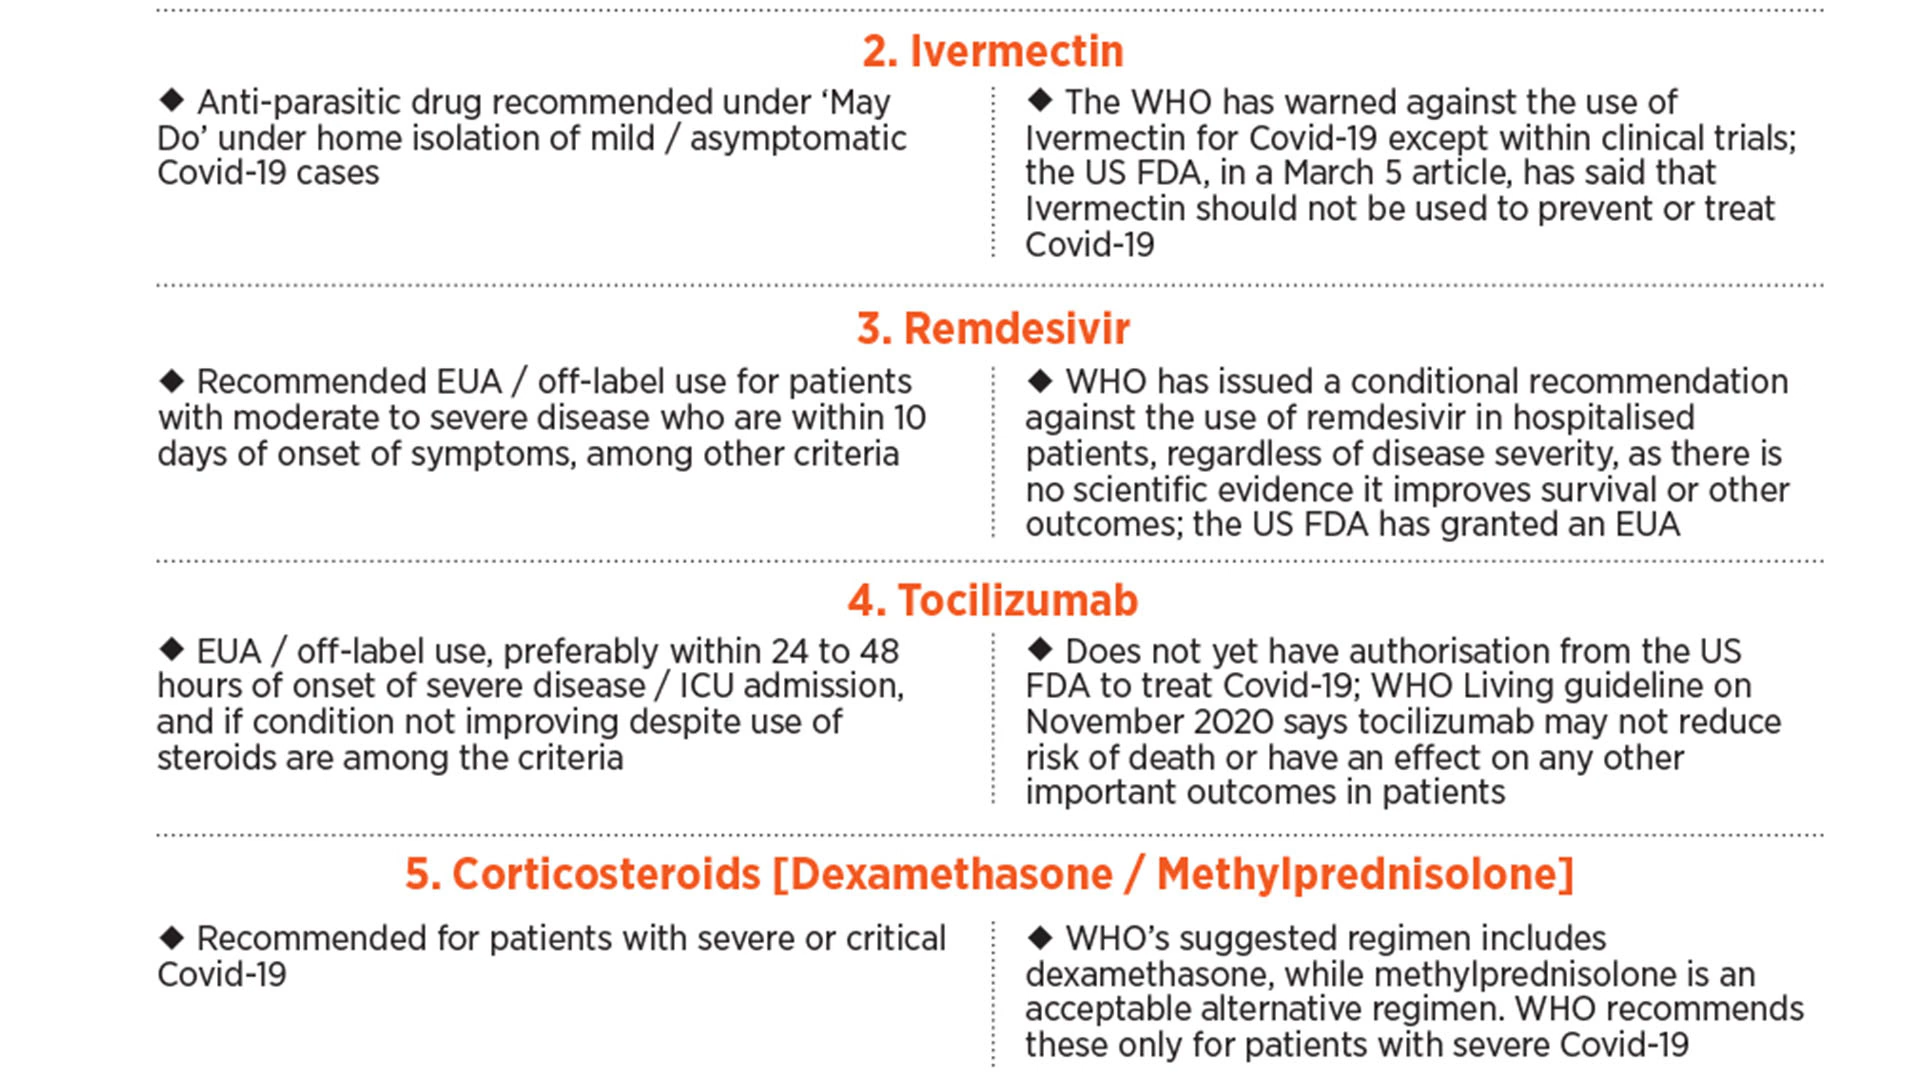 2. Ivermectin
◆ Anti-parasitic drug recommended under ‘May
Do’ under home isolation of mild / asymptomatic
Covid-19 cases
◆ The WHO has warned against the use of
Ivermectin for Covid-19 except within clinical trials;
the US FDA, in a March 5 article, has said that
Ivermectin should not be used to prevent or treat
Covid-19
3. Remdesivir
◆ Recommended EUA / off-label use for patients
with moderate to severe disease who are within 10
days of onset of symptoms, among other criteria
◆ WHO has issued a conditional recommendation
against the use of remdesivir in hospitalised
patients, regardless of disease severity, as there is
no scientific evidence it improves survival or other
outcomes; the US FDA has granted an EUA
4. Tocilizumab
◆ EUA / off-label use, preferably within 24 to 48
hours of onset of severe disease / ICU admission,
and if condition not improving despite use of
steroids are among the criteria
◆ Does not yet have authorisation from the US
FDA to treat Covid-19; WHO Living guideline on
November 2020 says tocilizumab may not reduce
risk of death or have an effect on any other
important outcomes in patients
5. Corticosteroids [Dexamethasone / Methylprednisolone]
◆ Recommended for patients with severe or critical
Covid-19
◆ WHO’s suggested regimen includes
dexamethasone, while methylprednisolone is an
acceptable alternative regimen. WHO recommends
these only for patients with severe Covid-19